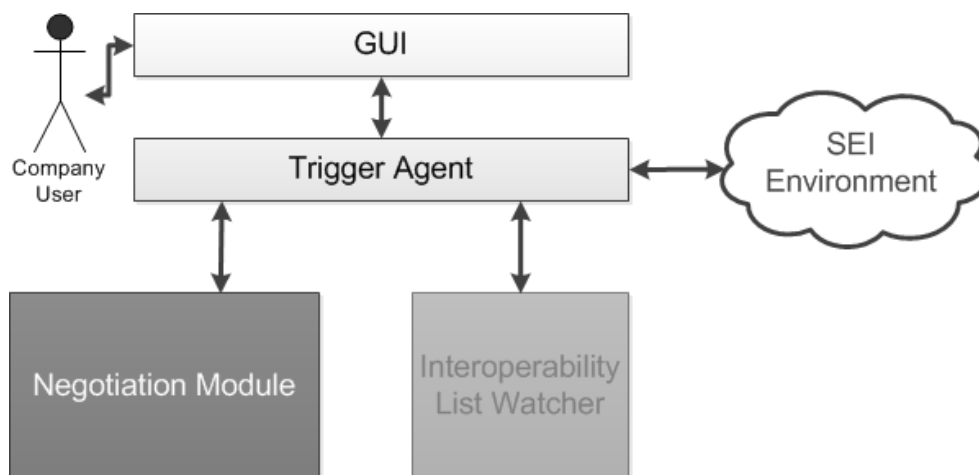 GUI
Company
User
Trigger Agent
SEI
Environment
Negotiation Module
Interoperability
List Watcher